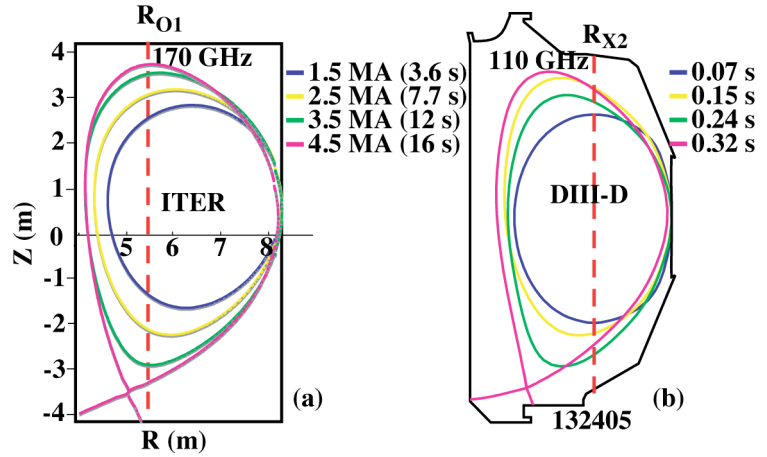 R_O1
170 GHz
4
3
2
1
0
-1
-2
-3
-4
Z (m)
5 6 7 8
R (m)
ITER
(a)
1.5 MA (3.6 s)
2.5 MA (7.7 s)
3.5 MA (12 s)
4.5 MA (16 s)
R_X2
110 GHz
DIII-D
132405
(b)
0.07 s
0.15 s
0.24 s
0.32 s